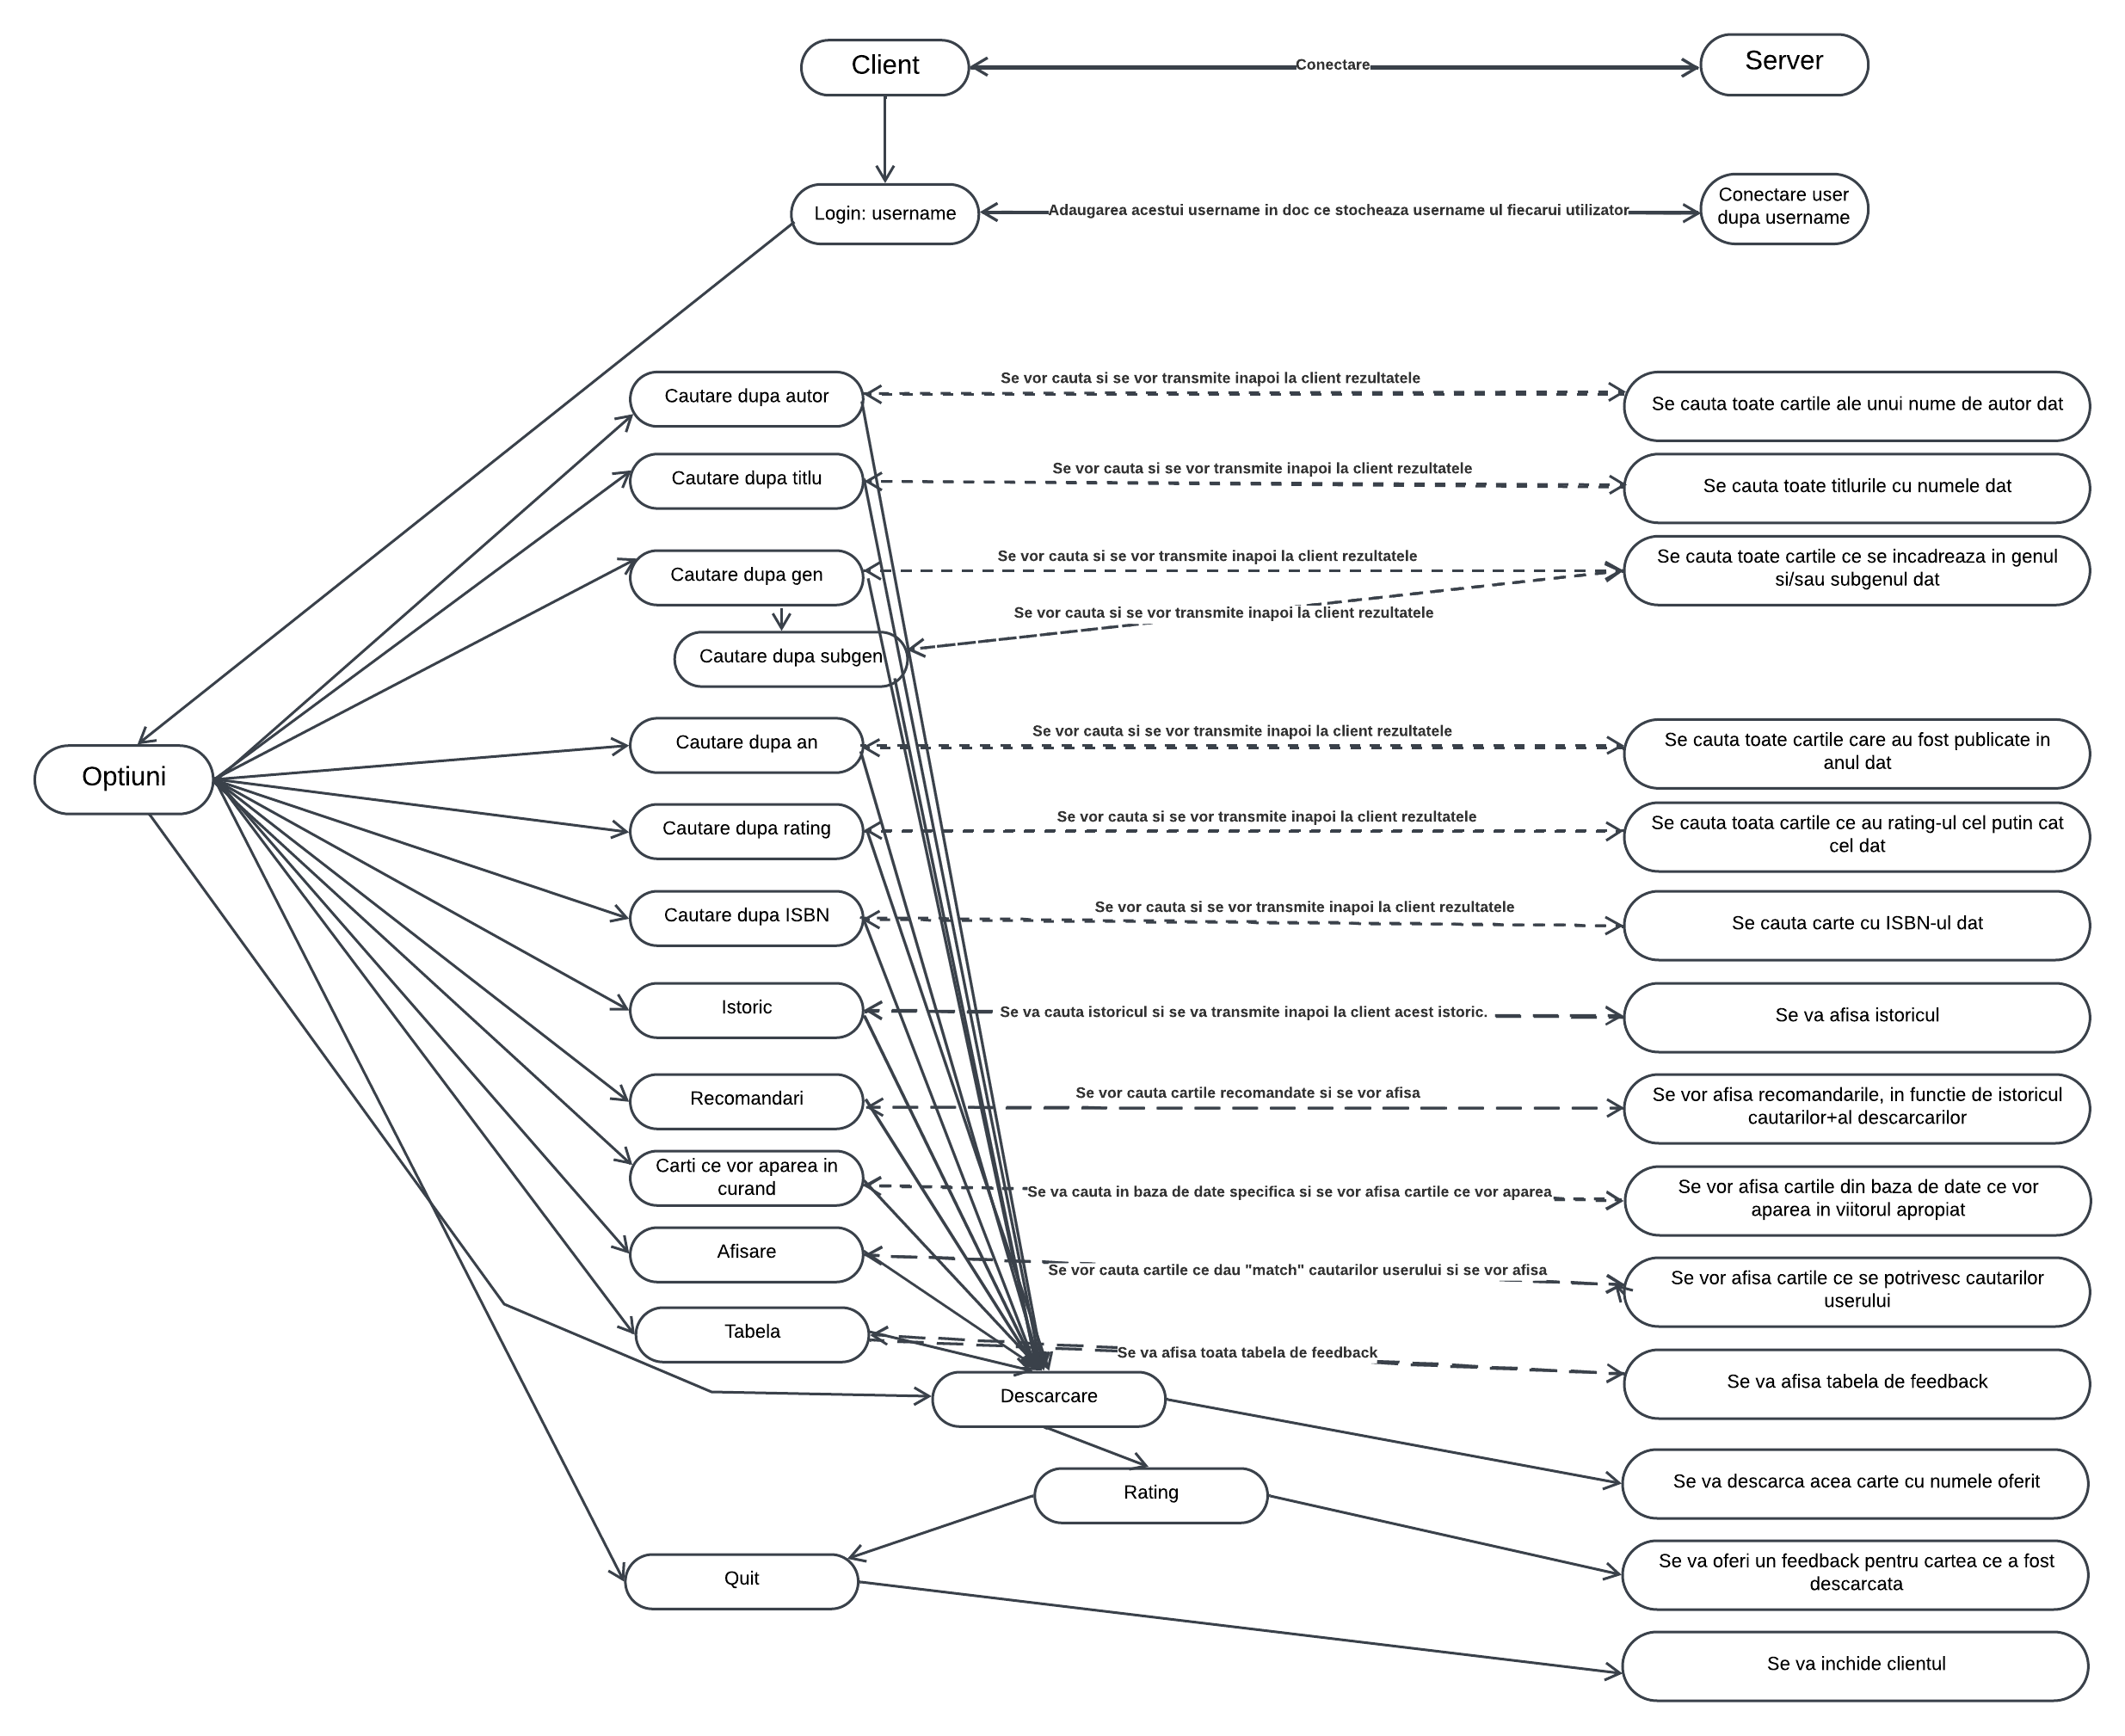 Client
Conectare
Server
Login: username
Adaugarea acestui username in doc ce stocheaza username ul fiecarui utilizator
Conectare user
dupa username
Cautare dupa autor
Se vor cauta si se vor transmite inapoi la client rezultatele
Se cauta toate cartile ale unui nume de autor dat
Cautare dupa titlu
Se vor cauta si se vor transmite inapoi la client rezultatele
Se cauta toate titlurile cu numele dat
Cautare dupa gen
Se vor cauta si se vor transmite inapoi la client rezultatele
Se cauta toate cartile ce se incadreaza in genul
si/sau subgenul dat
Cautare dupa subgen
Se vor cauta si se vor transmite inapoi la client rezultatele
Optiuni
Cautare dupa an
Se vor cauta si se vor transmite inapoi la client rezultatele
Se cauta toate cartile care au fost publicate in
anul dat
Cautare dupa rating
Se vor cauta si se vor transmite inapoi la client rezultatele
Se cauta toata cartile ce au rating-ul cel putin cat
cel dat
Cautare dupa ISBN
Se vor cauta si se vor transmite inapoi la client rezultatele
Se cauta carte cu ISBN-ul dat
Istoric
Se va cauta istoricul si se va transmite inapoi la client acest istoric.
Se va afisa istoricul
Recomandari
Se vor cauta cartile recomandate si se vor afisa
Se vor afisa recomandarile, in functie de istoricul
cautarilor+al descarcarilor
Carti ce vor aparea in
curand
Se va cauta in baza de date specifica si se vor afisa cartile ce vor aparea
Se vor afisa cartile din baza de date ce vor
aparea in viitorul apropiat
Afisare
Se vor cauta cartile ce dau "match" cautarilor userului si se vor afisa
Se vor afisa cartile ce se potrivesc cautarilor
userului
Tabela
Se va afisa toata tabela de feedback
Se va afisa tabela de feedback
Descarcare
Se va descarca acea carte cu numele oferit
Rating
Se va oferi un feedback pentru cartea ce a fost
descarcata
Quit
Se va inchide clientul